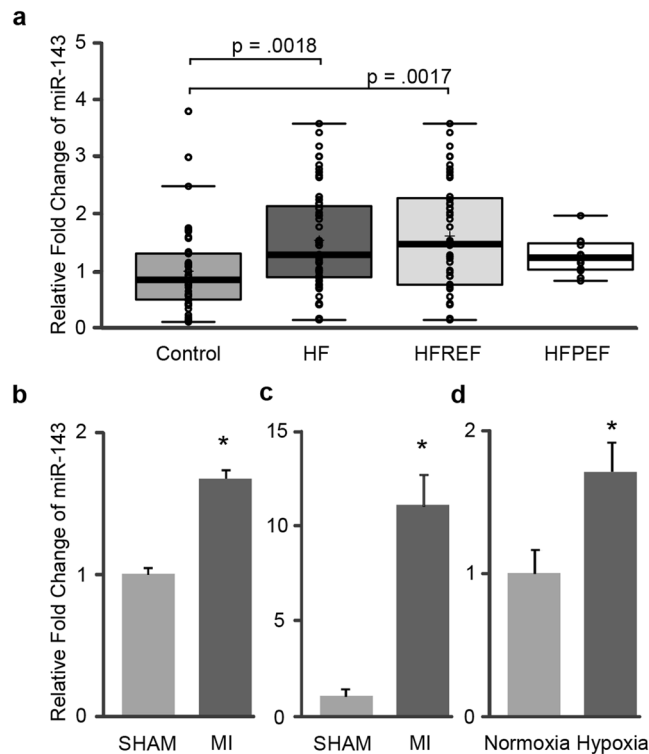 a
Relative Fold Change of miR-143
5
4
3
2
1
0
p = .0018
p = .0017
Control HF HFREF HFPEF
b
Relative Fold Change of miR-143
2
1
0
*
SHAM MI
c
15
10
5
0
*
SHAM MI
d
2
1
0
*
Normoxia Hypoxia